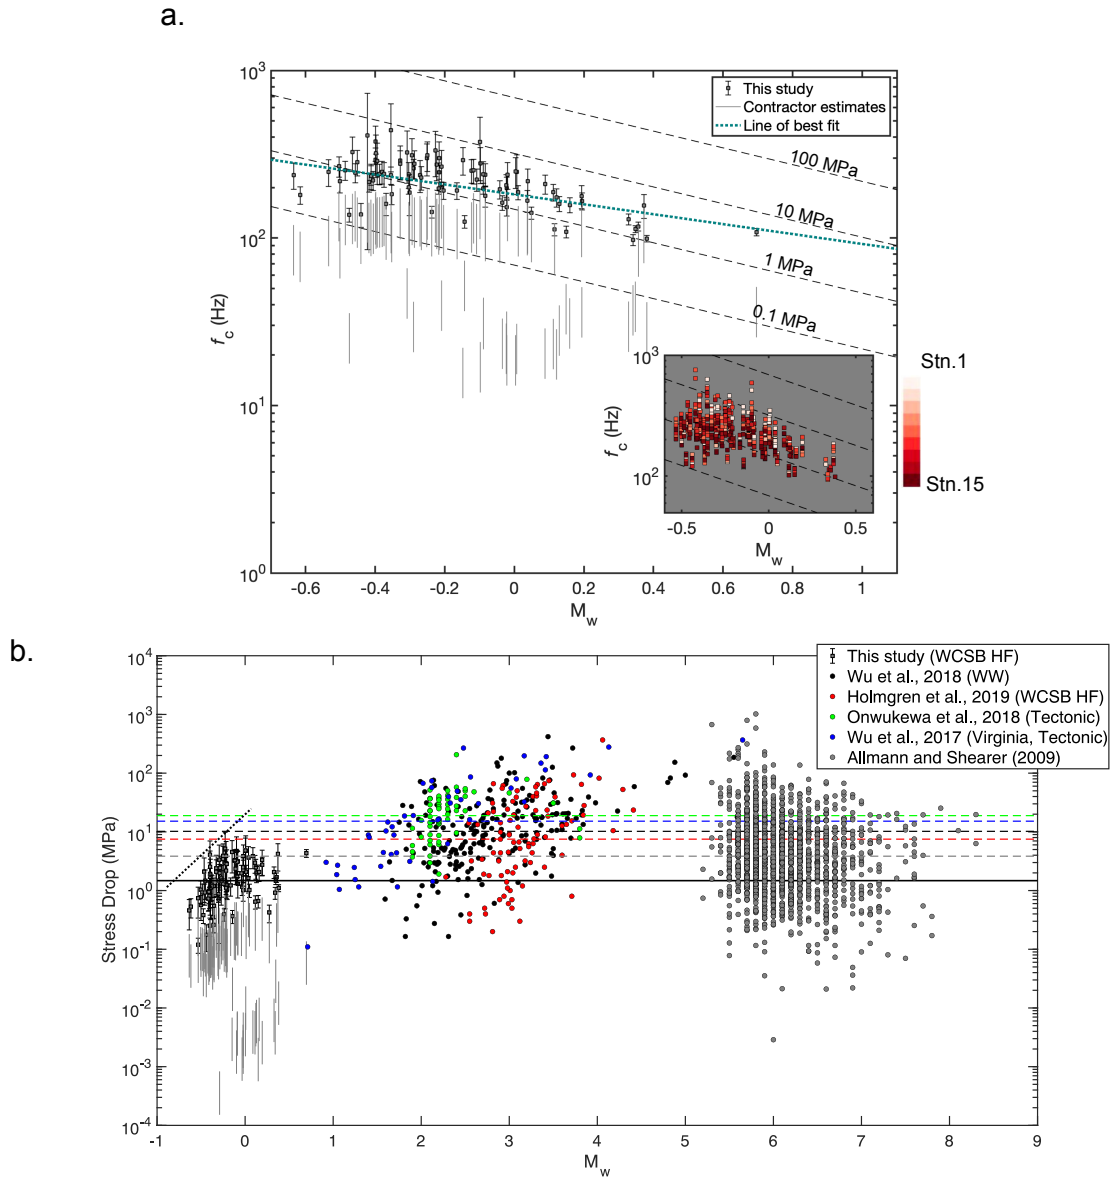 a.
10^3
10^2
10^1
10^0
f_c (Hz)
This study
Contractor estimates
Line of best fit
100 MPa
10 MPa
1 MPa
0.1 MPa
10^3
10^2
f_c (Hz)
-0.5 0 0.5
M_w
Stn.1
Stn.15
-0.6 -0.4 -0.2 0 0.2 0.4 0.6 0.8 1
M_w
b.
10^4
10^3
10^2
10^1
10^0
10^-1
10^-2
10^-3
10^-4
Stress Drop (MPa)
This study (WCSB HF)
Wu et al., 2018 (WW)
Holmgren et al., 2019 (WCSB HF)
Onwukewa et al., 2018 (Tectonic)
Wu et al., 2017 (Virginia, Tectonic)
Allmann and Shearer (2009)
-1 0 1 2 3 4 5 6 7 8 9
M_w